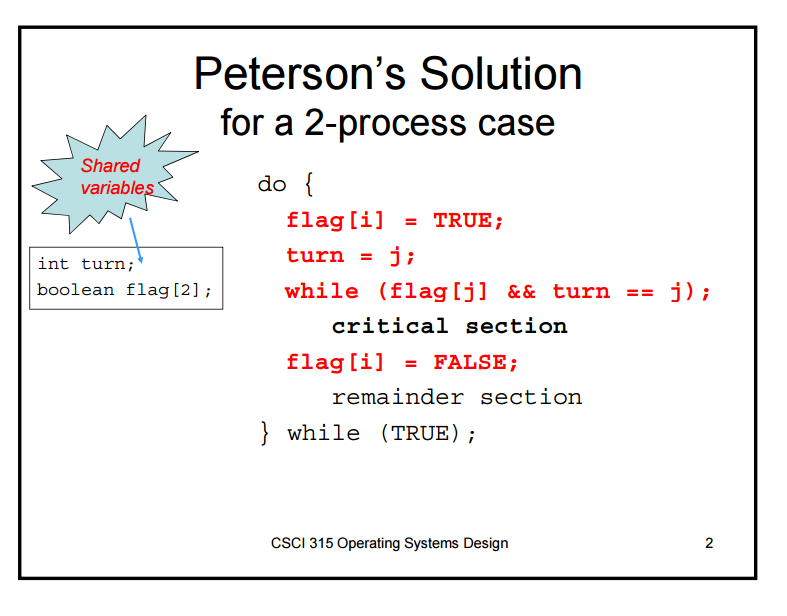 Peterson's Solution
for a 2-process case
Shared
variables
int turn;
boolean flag[2];
do {
flag[i] = TRUE;
turn = j;
while (flag[j] && turn == j);
critical section
flag[i] = FALSE;
remainder section
} while (TRUE);
CSCI 315 Operating Systems Design
2